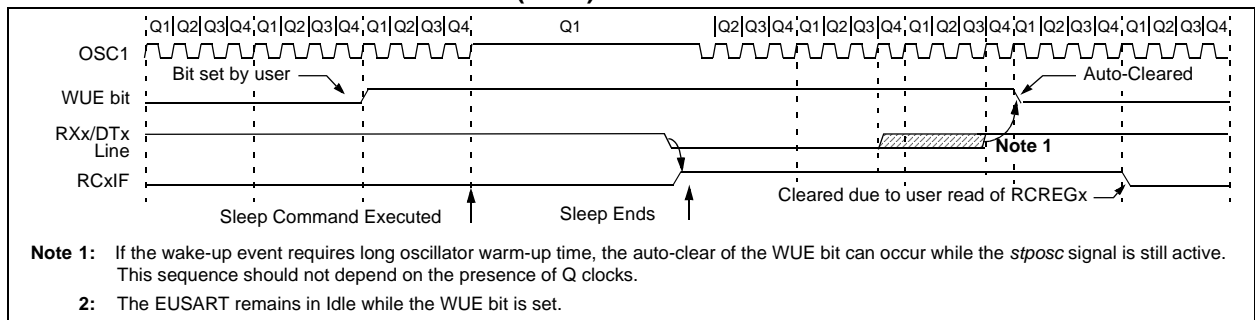 Q1 Q2 Q3 Q4 Q1 Q2 Q3 Q4 Q1 Q2 Q3 Q4 Q1 Q2 Q3 Q4 Q1 Q2 Q3 Q4 Q1 Q2 Q3 Q4 Q1 Q2 Q3 Q4 Q1 Q2 Q3 Q4
OSC1
Bit set by user
Auto-Cleared
WUE bit
RXx/DTx
Line
Note 1
RCxIF
Cleared due to user read of RCREGx
Sleep Command Executed
Sleep Ends
Note 1: If the wake-up event requires long oscillator warm-up time, the auto-clear of the WUE bit can occur while the stposc signal is still active.
This sequence should not depend on the presence of Q clocks.
2: The EUSART remains in Idle while the WUE bit is set.